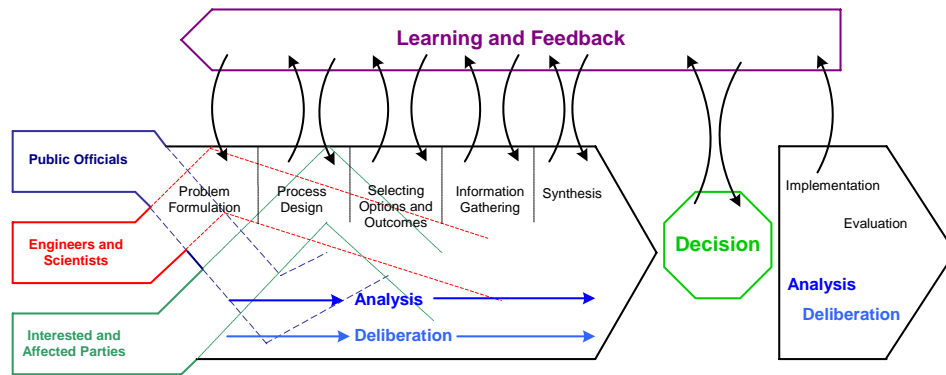 Learning and Feedback
Public Officials
Engineers and
Scientists
Interested and
Affected Parties
Problem
Formulation
Process
Design
Selecting
Options and
Outcomes
Information
Gathering
Synthesis
Analysis
Deliberation
Decision
Implementation
Evaluation
Analysis
Deliberation